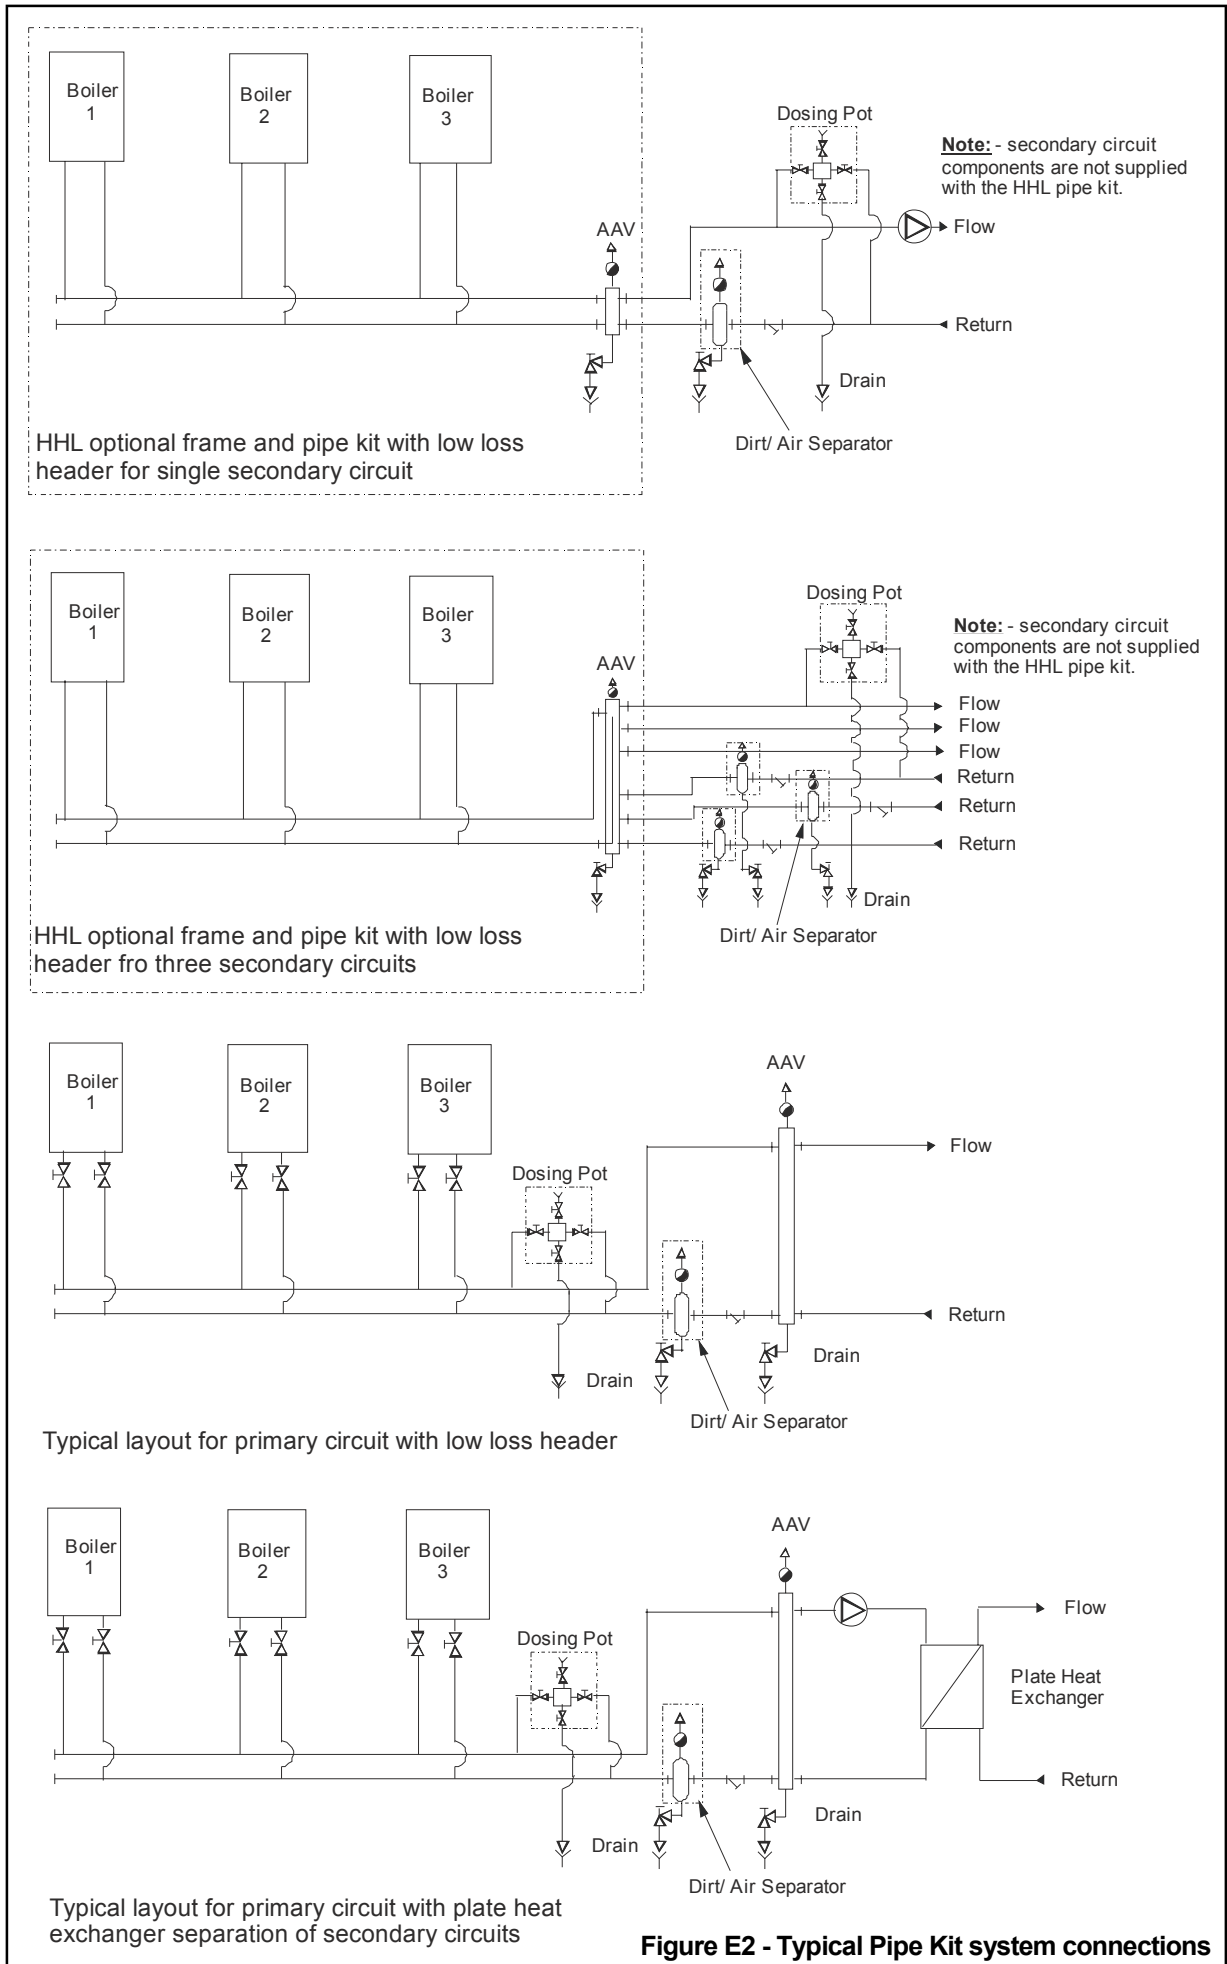 Boiler
1
Boiler
2
Boiler
3
Dosing Pot
Note: - secondary circuit
components are not supplied
with the HHL pipe kit.
AAV
Flow
Return
Drain
Dirt/ Air Separator
HHL optional frame and pipe kit with low loss
header for single secondary circuit
Boiler
1
Boiler
2
Boiler
3
Dosing Pot
Note: - secondary circuit
components are not supplied
with the HHL pipe kit.
AAV
Flow
Flow
Flow
Return
Return
Return
Drain
Dirt/ Air Separator
HHL optional frame and pipe kit with low loss
header fro three secondary circuits
Boiler
1
Boiler
2
Boiler
3
AAV
Flow
Dosing Pot
Return
Drain
Drain
Dirt/ Air Separator
Typical layout for primary circuit with low loss header
Boiler
1
Boiler
2
Boiler
3
AAV
Flow
Dosing Pot
Plate Heat
Exchanger
Return
Drain
Drain
Dirt/ Air Separator
Typical layout for primary circuit with plate heat
exchanger separation of secondary circuits
Figure E2 - Typical Pipe Kit system connections